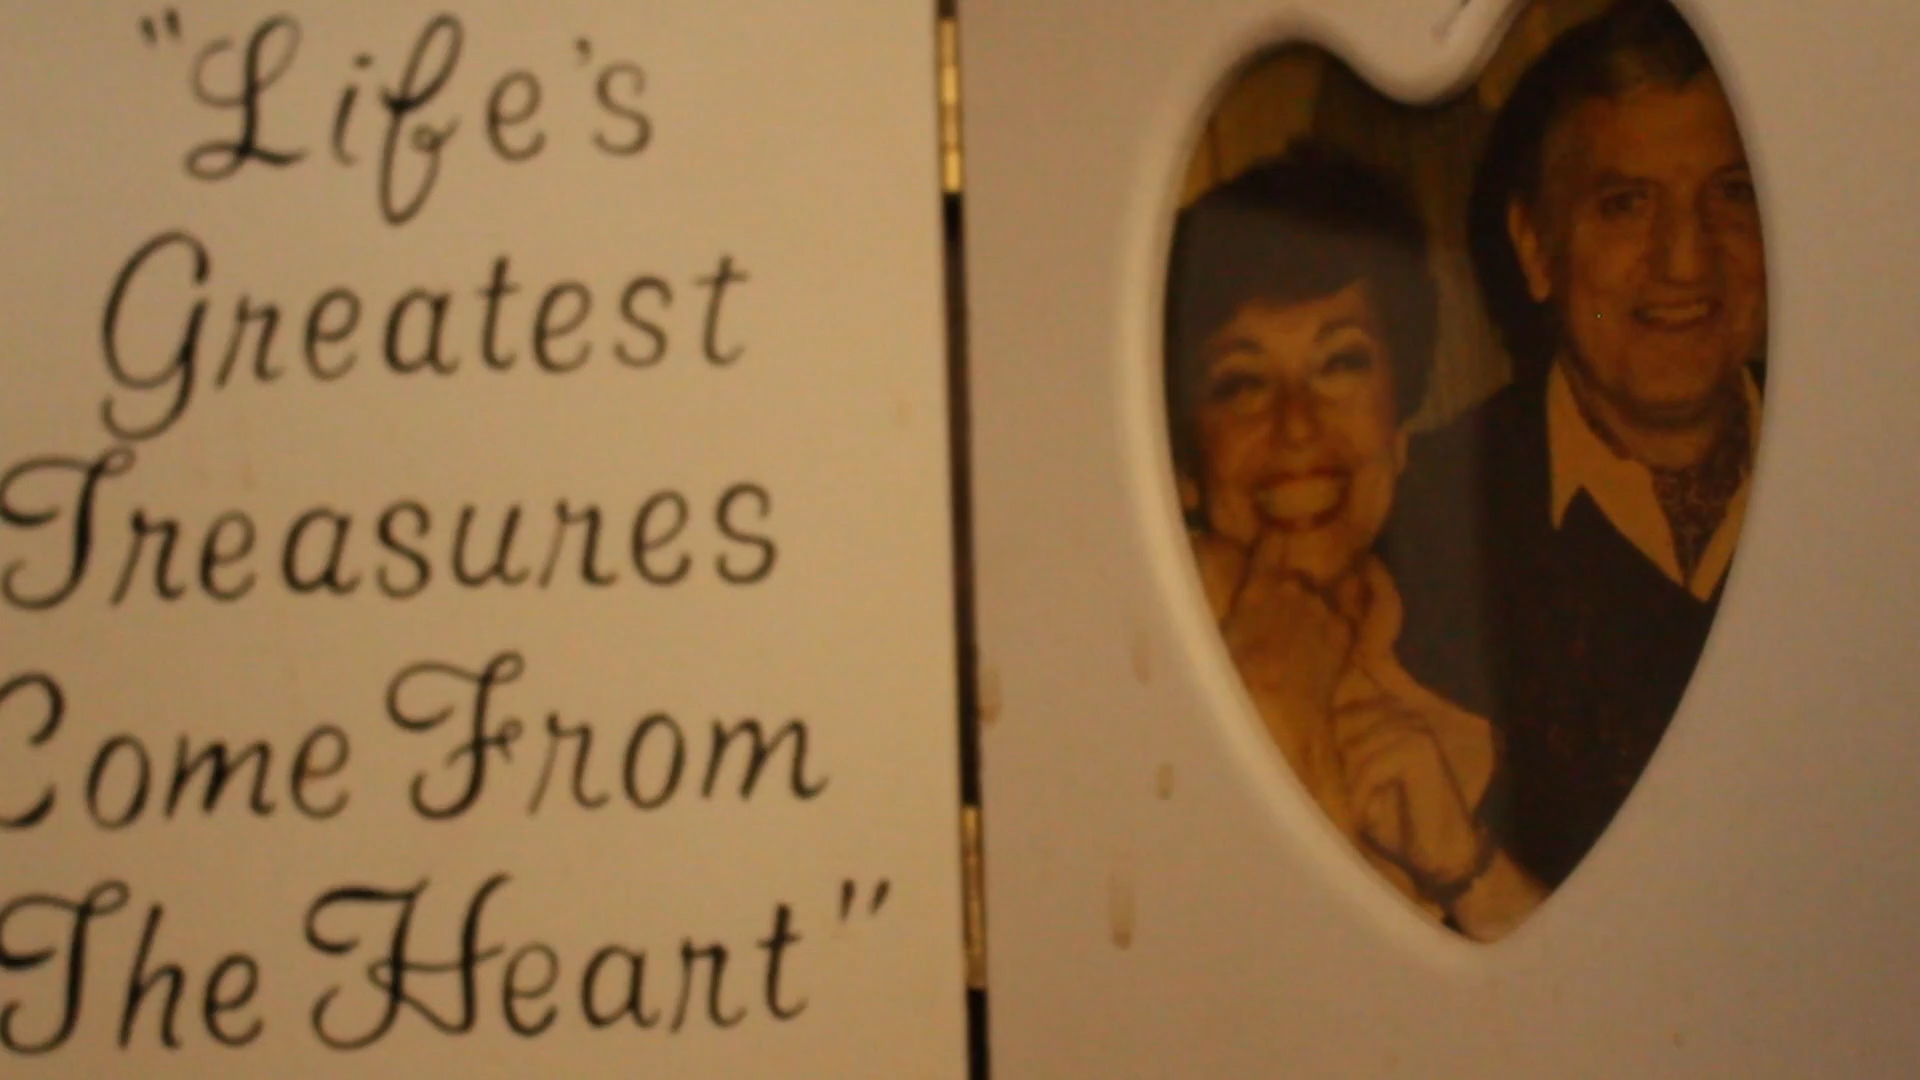 "Life's
Greatest
Treasures
Come From
The Heart"